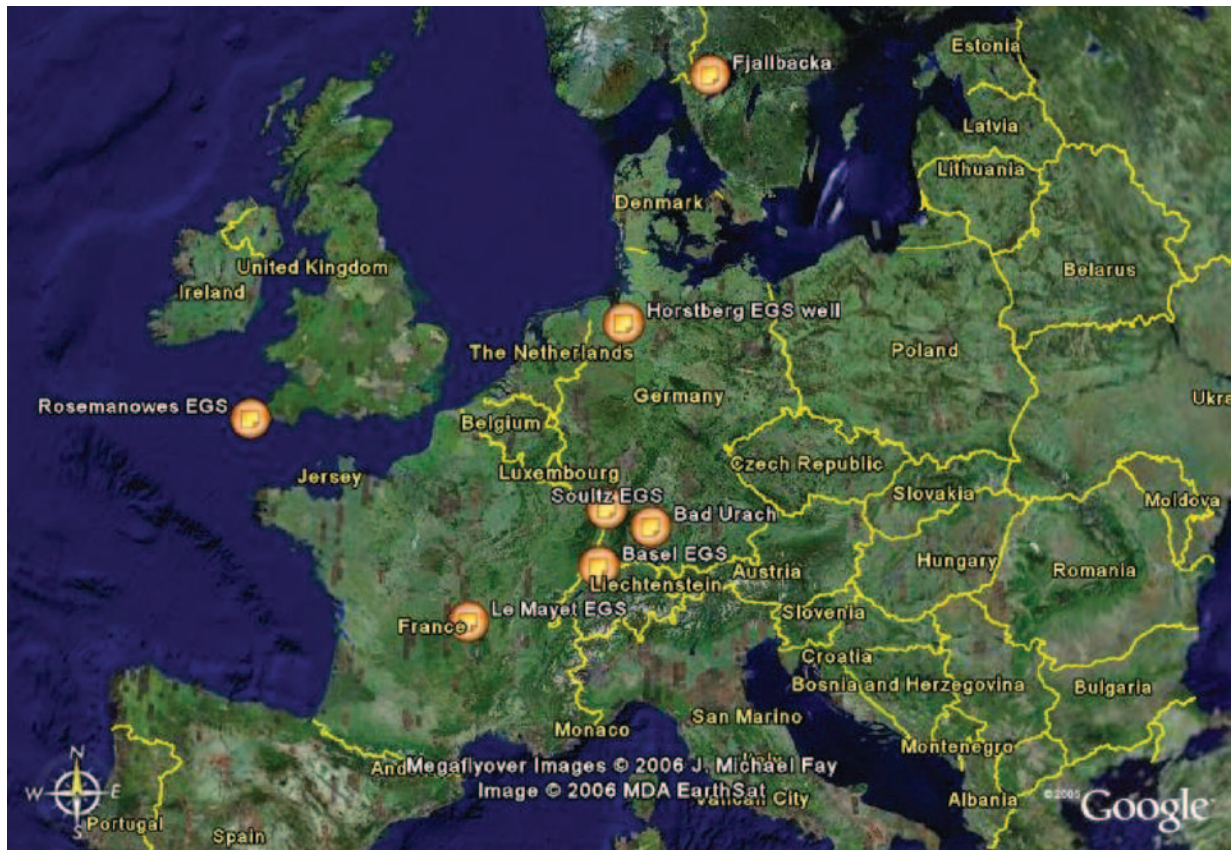 Fjallbacka
Estonia
Latvia
Lithuania
Denmark
United Kingdom
Ireland
Belarus
Horstberg EGS well
The Netherlands
Poland
Germany
Rosemanowes EGS
Belgium
Ukra
Czech Republic
Jersey
Luxembourg
Soultz EGS
Slovakia
Moldova
Bad Urach
Basel EGS
Liechtenstein
Austria
Hungary
Romania
Le Mayet EGS
France
Slovenia
Croatia
Bosnia and Herzegovina
Bulgaria
San Marino
Monaco
Montenegro
N
W E
S
Megaflyover Images © 2006 J. Michael Fay
Image © 2006 MDA EarthSat
Vatican City
Albania
©2005 Google
Portugal
Spain